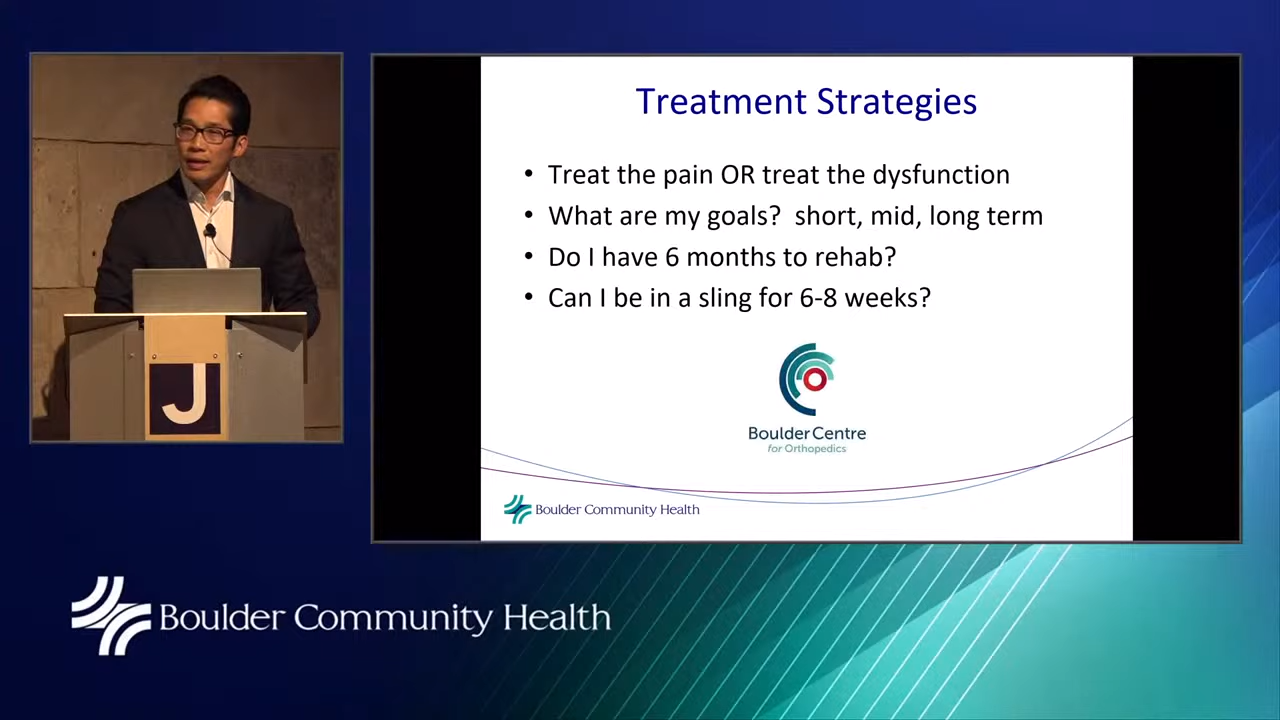 Treatment Strategies
• Treat the pain OR treat the dysfunction
• What are my goals?  short, mid, long term
• Do I have 6 months to rehab?
• Can I be in a sling for 6-8 weeks?
Boulder Centre
for Orthopedics
Boulder Community Health
J
Boulder Community Health